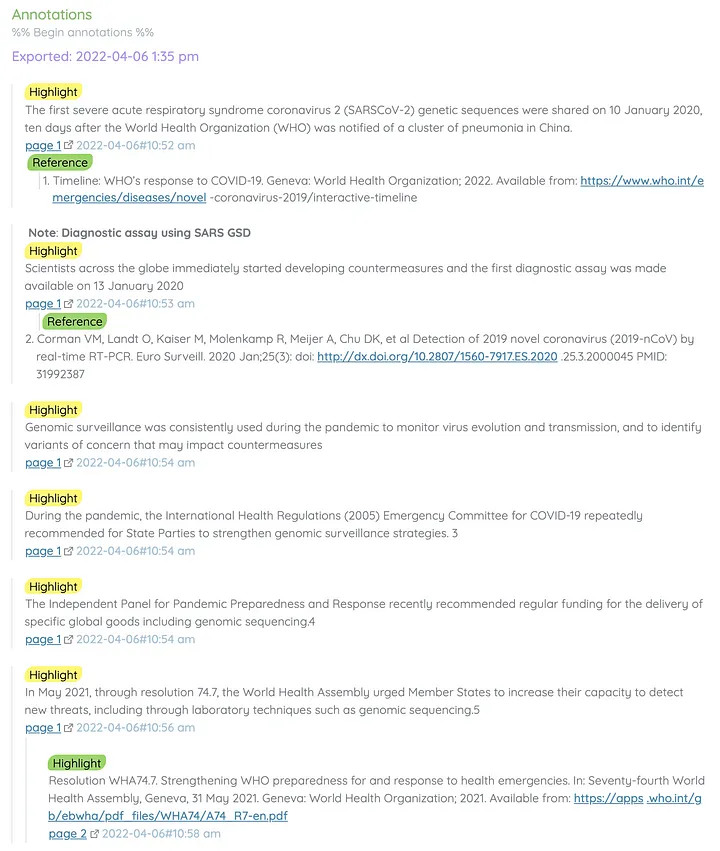 Annotations
%% Begin annotations %%
Exported: 2022-04-06 1:35 pm
Highlight
The first severe acute respiratory syndrome coronavirus 2 (SARSCoV-2) genetic sequences were shared on 10 January 2020,
ten days after the World Health Organization (WHO) was notified of a cluster of pneumonia in China.
page 1 2022-04-06#10:52 am
Reference
1. Timeline: WHO's response to COVID-19. Geneva: World Health Organization; 2022. Available from: https://www.who.int/e
mergencies/diseases/novel -coronavirus-2019/interactive-timeline
Note: Diagnostic assay using SARS GSD
Highlight
Scientists across the globe immediately started developing countermeasures and the first diagnostic assay was made
available on 13 January 2020
page 1 2022-04-06#10:53 am
Reference
2. Corman VM, Landt O, Kaiser M, Molenkamp R, Meijer A, Chu DK, et al Detection of 2019 novel coronavirus (2019-nCoV) by
real-time RT-PCR. Euro Surveill. 2020 Jan;25(3): doi: http://dx.doi.org/10.2807/1560-7917.ES.2020 .25.3.2000045 PMID:
31992387
Highlight
Genomic surveillance was consistently used during the pandemic to monitor virus evolution and transmission, and to identify
variants of concern that may impact countermeasures
page 1 2022-04-06#10:54 am
Highlight
During the pandemic, the International Health Regulations (2005) Emergency Committee for COVID-19 repeatedly
recommended for State Parties to strengthen genomic surveillance strategies. 3
page 1 2022-04-06#10:54 am
Highlight
The Independent Panel for Pandemic Preparedness and Response recently recommended regular funding for the delivery of
specific global goods including genomic sequencing.4
page 1 2022-04-06#10:54 am
Highlight
In May 2021, through resolution 74.7, the World Health Assembly urged Member States to increase their capacity to detect
new threats, including through laboratory techniques such as genomic sequencing.5
page 1 2022-04-06#10:56 am
Highlight
Resolution WHA74.7. Strengthening WHO preparedness for and response to health emergencies. In: Seventy-fourth World
Health Assembly, Geneva, 31 May 2021. Geneva: World Health Organization; 2021. Available from: https://apps .who.int/g
b/ebwha/pdf_files/WHA74/A74_R7-en.pdf
page 2 2022-04-06#10:58 am